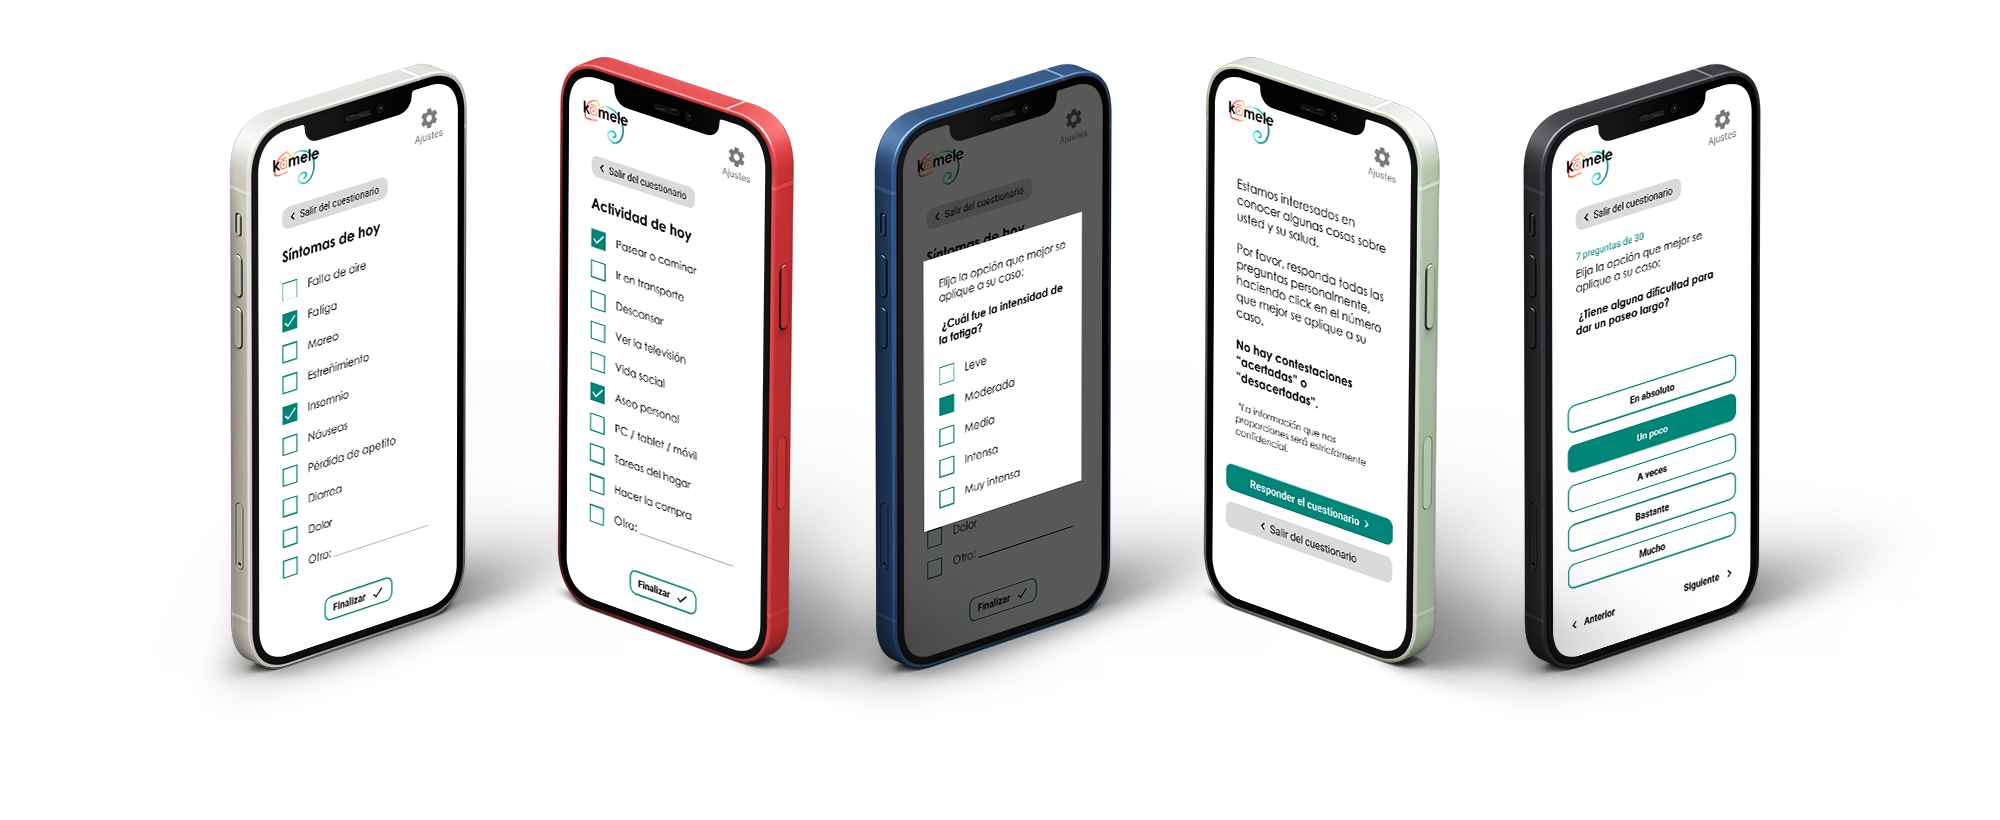 kamele
Ajustes
Salir del cuestionario
Síntomas de hoy
Falta de aire
Fatiga
Mareo
Estreñimiento
Insomnio
Náuseas
Pérdida de apetito
Diarrea
Dolor
Otro:
Finalizar
kamele
Ajustes
Salir del cuestionario
Actividad de hoy
Pasear o caminar
Ir en transporte
Descansar
Ver la televisión
Vida social
Aseo personal
PC / tablet / móvil
Tareas del hogar
Hacer la compra
Otra:
Finalizar
kamele
Ajustes
Salir del cuestionario
Síntomas de hoy
Elija la opción que mejor se
aplique a su caso:
¿Cuál fue la intensidad de
la fatiga?
Leve
Moderada
Media
Intensa
Muy intensa
Dolor
Otro:
Finalizar
kamele
Ajustes
Estamos interesados en
conocer algunas cosas sobre
usted y su salud.
Por favor, responda todas las
preguntas personalmente,
haciendo click en el número
que mejor se aplique a su
caso.
No hay contestaciones
"acertadas" o
"desacertadas".
*La información que nos
proporciones será estrictamente
confidencial.
Responder el cuestionario
Salir del cuestionario
kamele
Ajustes
Salir del cuestionario
7 preguntas de 30
Elija la opción que mejor se
aplique a su caso:
¿Tiene alguna dificultad para
dar un paseo largo?
En absoluto
Un poco
A veces
Bastante
Mucho
Siguiente
Anterior